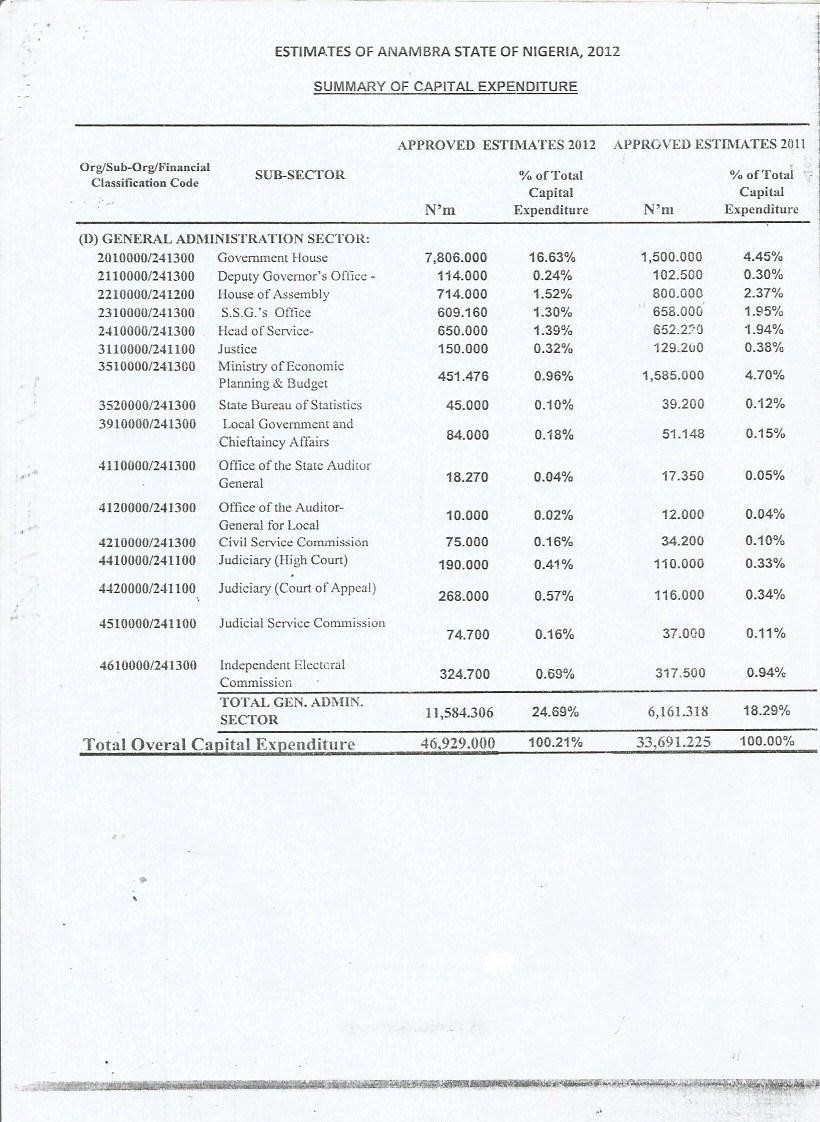 ESTIMATES OF ANAMBRA STATE OF NIGERIA, 2012
SUMMARY OF CAPITAL EXPENDITURE
APPROVED ESTIMATES 2012 APPROVED ESTIMATES 2011
Org/Sub-Org/Financial Classification Code SUB-SECTOR N'm % of Total Capital Expenditure N'm % of Total Capital Expenditure
(D) GENERAL ADMINISTRATION SECTOR:
2010000/241300 Government House 7,806.000 16.63% 1,500.000 4.45%
2110000/241300 Deputy Governor's Office - 114.000 0.24% 102.500 0.30%
2210000/241200 House of Assembly 714.000 1.52% 800.000 2.37%
2310000/241300 S.S.G.'s Office 609.160 1.30% 658.000 1.95%
2410000/241300 Head of Service- 650.000 1.39% 1.94%
3110000/241100 Justice 150.000 0.32% 129.200 0.38%
3510000/241300 Ministry of Economic
Planning & Budget 451.476 0.96% 1,585.000 4.70%
3520000/241300 State Bureau of Statistics 45.000 0.10% 39.200 0.12%
3910000/241300 Local Government and
Chieftaincy Affairs 84.000 0.18% 51.148 0.15%
4110000/241300 Office of the State Auditor
General 18.270 0.04% 17.350 0.05%
4120000/241300 Office of the Auditor-
General for Local 10.000 0.02% 12.000 0.04%
4210000/241300 Civil Service Commission 75.000 0.16% 34.200 0.10%
4410000/241100 Judiciary (High Court) 190.000 0.41% 110.000 0.33%
4420000/241100 Judiciary (Court of Appeal) 268.000 0.57% 116.000 0.34%
4510000/241100 Judicial Service Commission
74.700 0.16% 37.000 0.11%
4610000/241300 Independent Electoral
Commission 324.700 0.69% 317.500 0.94%
TOTAL GEN. ADMIN.
SECTOR 11,584.306 24.69% 6,161.318 18.29%
Total Overal Capital Expenditure 46,929.000 100.21% 33,691.225 100.00%